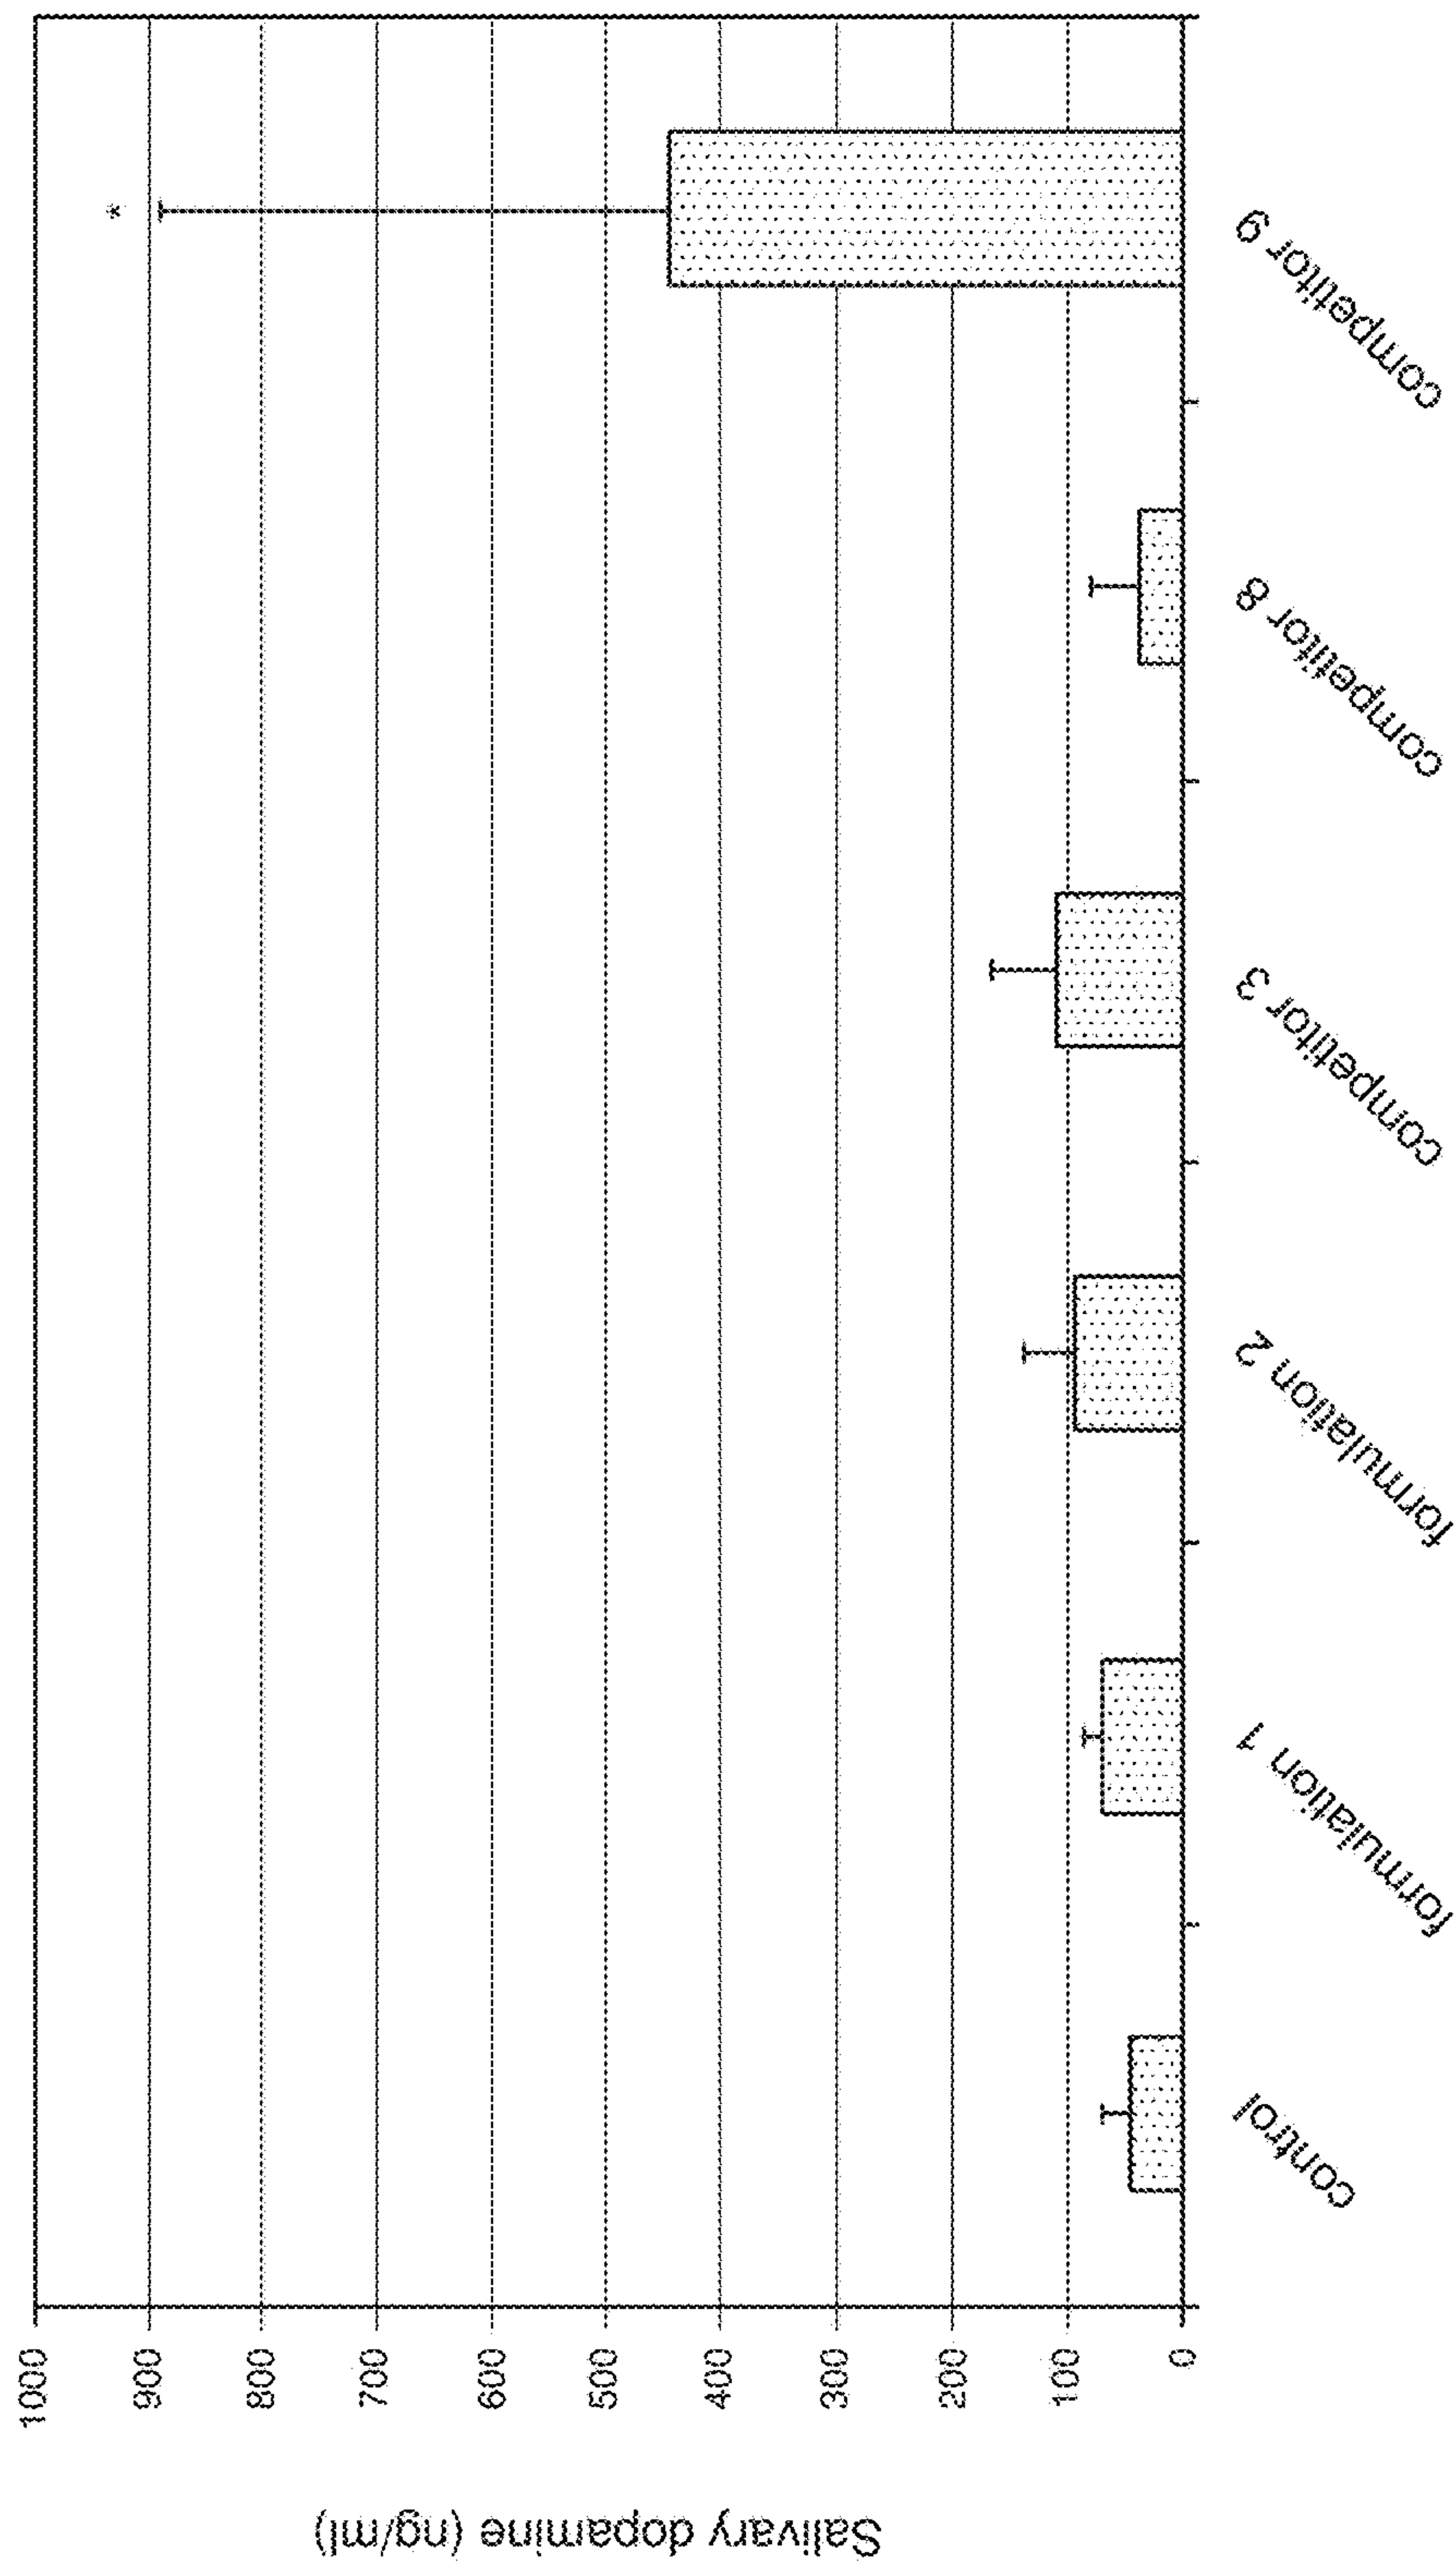 Salivary dopamine (ng/ml)
1000
900
800
700
600
500
400
300
200
100
0
control
formulation 1
formulation 2
competitor 3
competitor 8
competitor 9
*